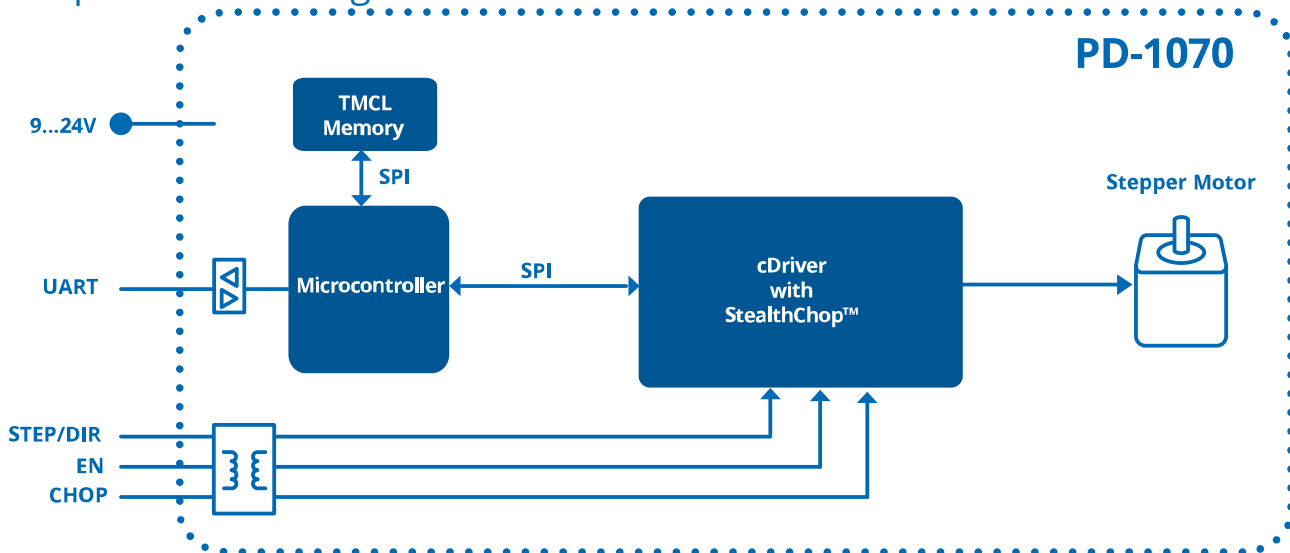 PD-1070
TMCL
Memory
9...24V
SPI
Stepper Motor
UART
Microcontroller
SPI
cDriver
with
StealthChop™
STEP/DIR
EN
CHOP